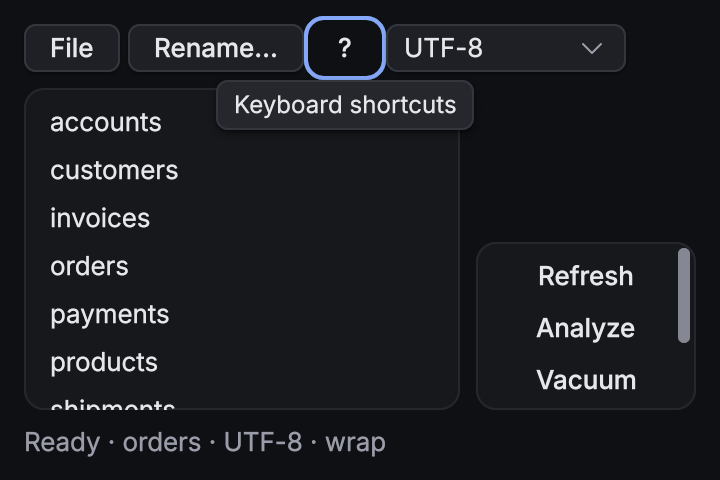 File Rename... ? UTF-8
Keyboard shortcuts
accounts
customers
invoices
orders
payments
products
shipments
Refresh
Analyze
Vacuum
Ready · orders · UTF-8 · wrap